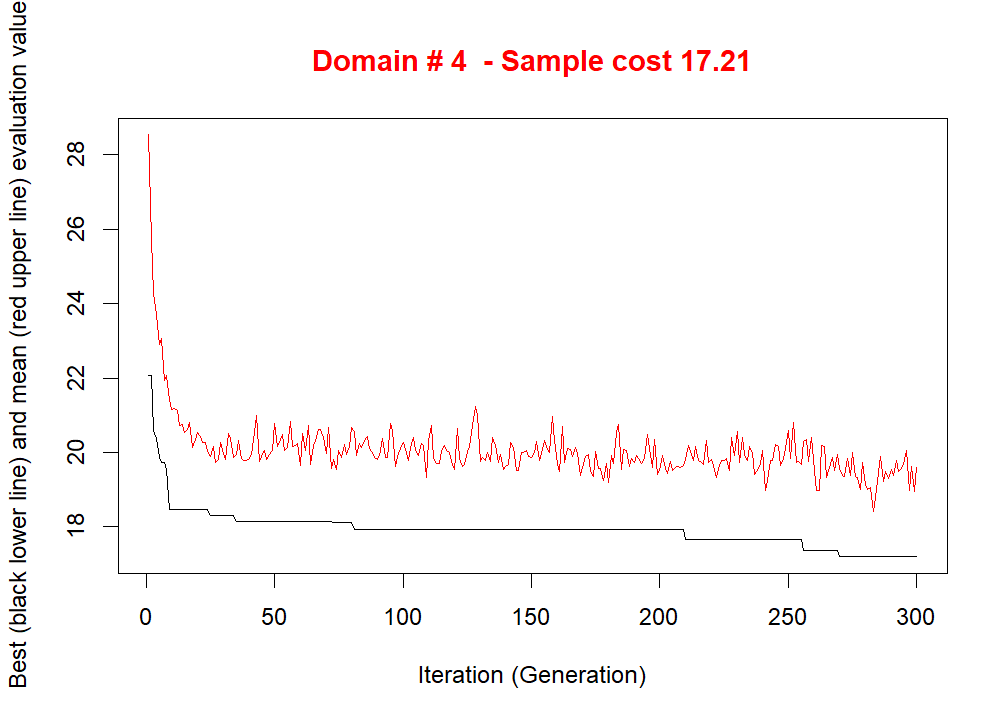 Domain # 4  - Sample cost 17.21
Best (black lower line) and mean (red upper line) evaluation value
28
26
24
22
20
18
0 50 100 150 200 250 300
Iteration (Generation)